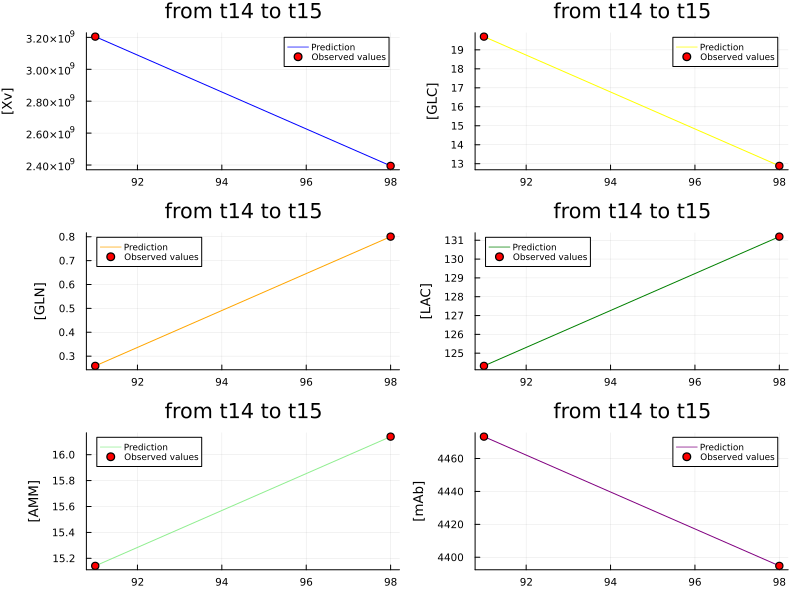 from t14 to t15
[Xv]
3.20×10⁹
3.00×10⁹
2.80×10⁹
2.60×10⁹
2.40×10⁹
Prediction
Observed values
92 94 96 98
from t14 to t15
[GLC]
19
18
17
16
15
14
13
Prediction
Observed values
92 94 96 98
from t14 to t15
[GLN]
0.8
0.7
0.6
0.5
0.4
0.3
Prediction
Observed values
92 94 96 98
from t14 to t15
[LAC]
131
130
129
128
127
126
125
Prediction
Observed values
92 94 96 98
from t14 to t15
[AMM]
16.0
15.8
15.6
15.4
15.2
Prediction
Observed values
92 94 96 98
from t14 to t15
[mAb]
4460
4440
4420
4400
Prediction
Observed values
92 94 96 98